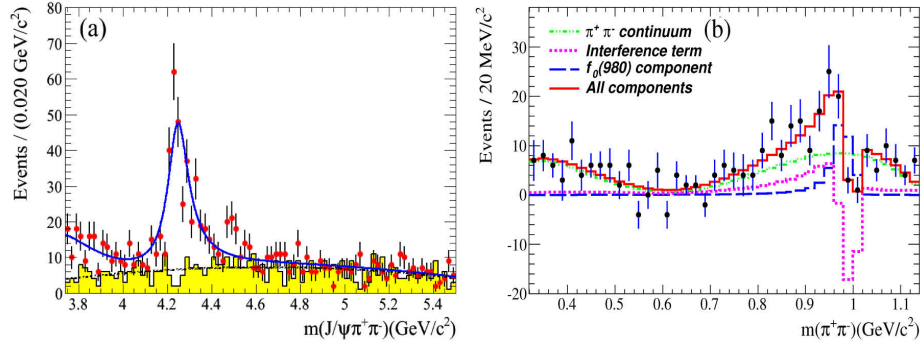 (a)
Events / (0.020 GeV/c²)
80
70
60
50
40
30
20
10
0
3.8 4 4.2 4.4 4.6 4.8 5 5.2 5.4
m(J/ψπ⁺π⁻)(GeV/c²)
(b)
Events / 20 MeV/c²
π⁺ π⁻ continuum
Interference term
f₀(980) component
All components
30
20
10
0
-10
-20
0.4 0.5 0.6 0.7 0.8 0.9 1.0 1.1
m(π⁺π⁻)(GeV/c²)